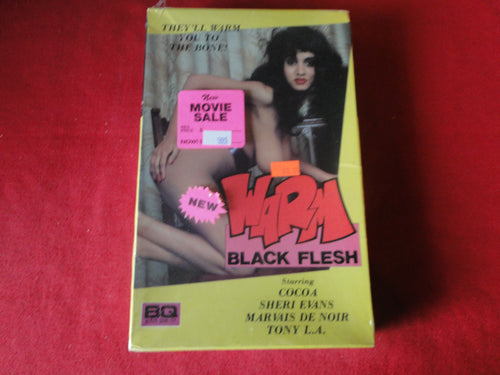 THEY'LL WARM
YOU TO...
THE BONE!
New
MOVIE
SALE
NOW!
NEW
WARM
BLACK FLESH
Starring
COCOA
SHERI EVANS
MARVAIS DE NOIR
TONY L.A.
BQ